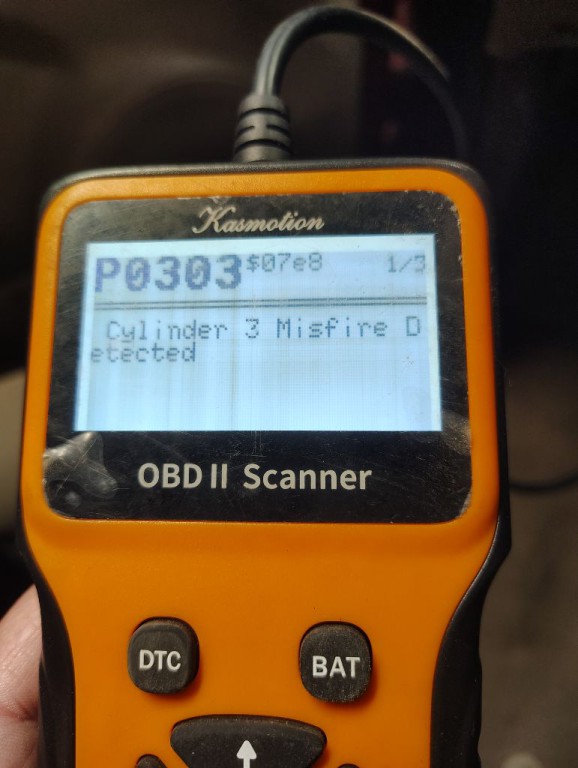 Kasmotion
P0303 $07e8 1/3
Cylinder 3 Misfire D
etected
OBD II Scanner
DTC BAT